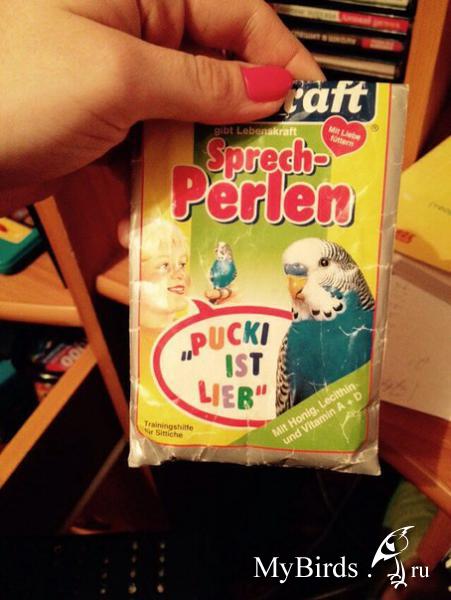 raft
gibt Lebenskraft
Mit Liebe
füttern
®
Sprech-
Perlen
„PUCKI
IST
LIEB“
Trainingshilfe
für Sittiche
Mit Honig, Lecithin
und Vitamin A + D
MyBirds.ru